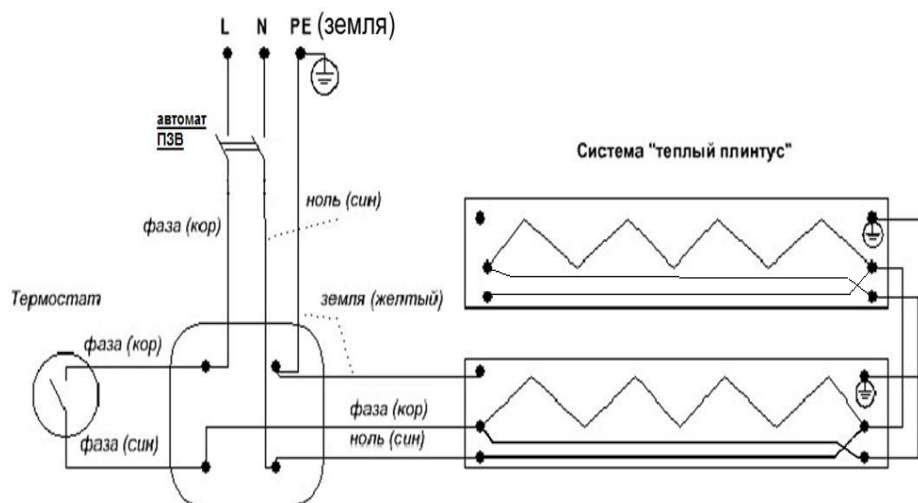 L N PE (земля)
автомат
ПЗВ
Система "теплый плинтус"
ноль (син)
фаза (кор)
Термостат
земля (желтый)
фаза (кор)
фаза (кор)
фаза (син)
ноль (син)